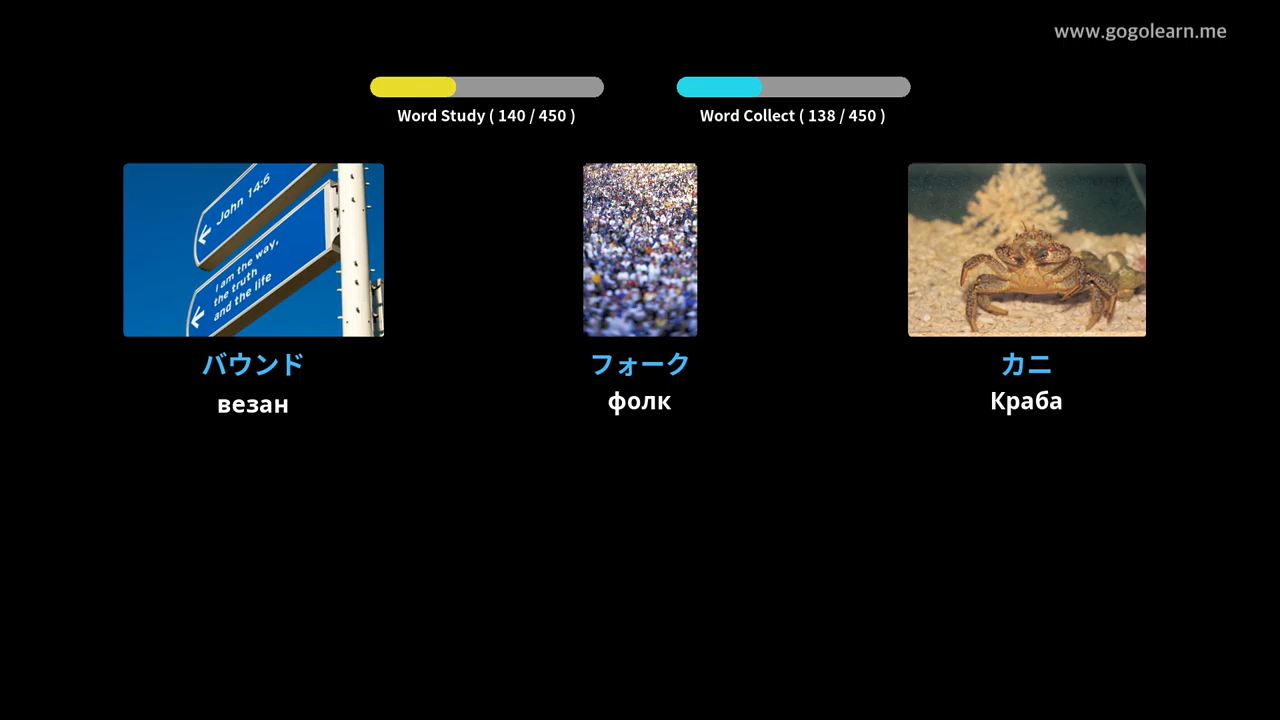 www.gogolearn.me
Word Study ( 140 / 450 )
Word Collect ( 138 / 450 )
John 14:6
I am the way,
the truth
and the life
バウンド
везан
フォーク
фолк
カニ
Краба